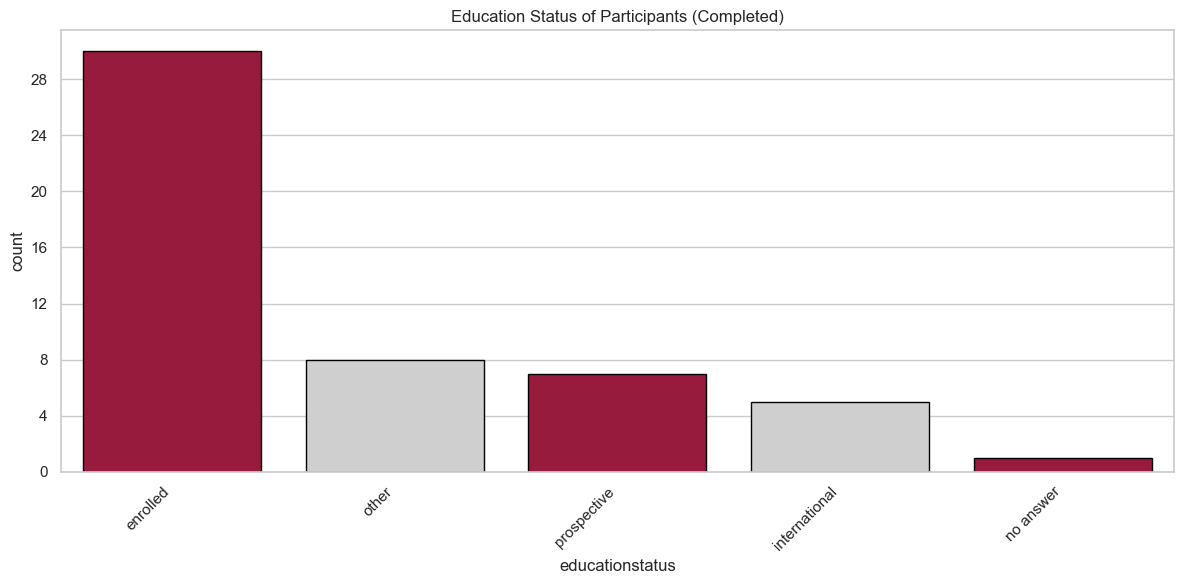 Education Status of Participants (Completed)
28
24
20
16
12
8
4
0
count
enrolled
other
prospective
international
no answer
educationstatus